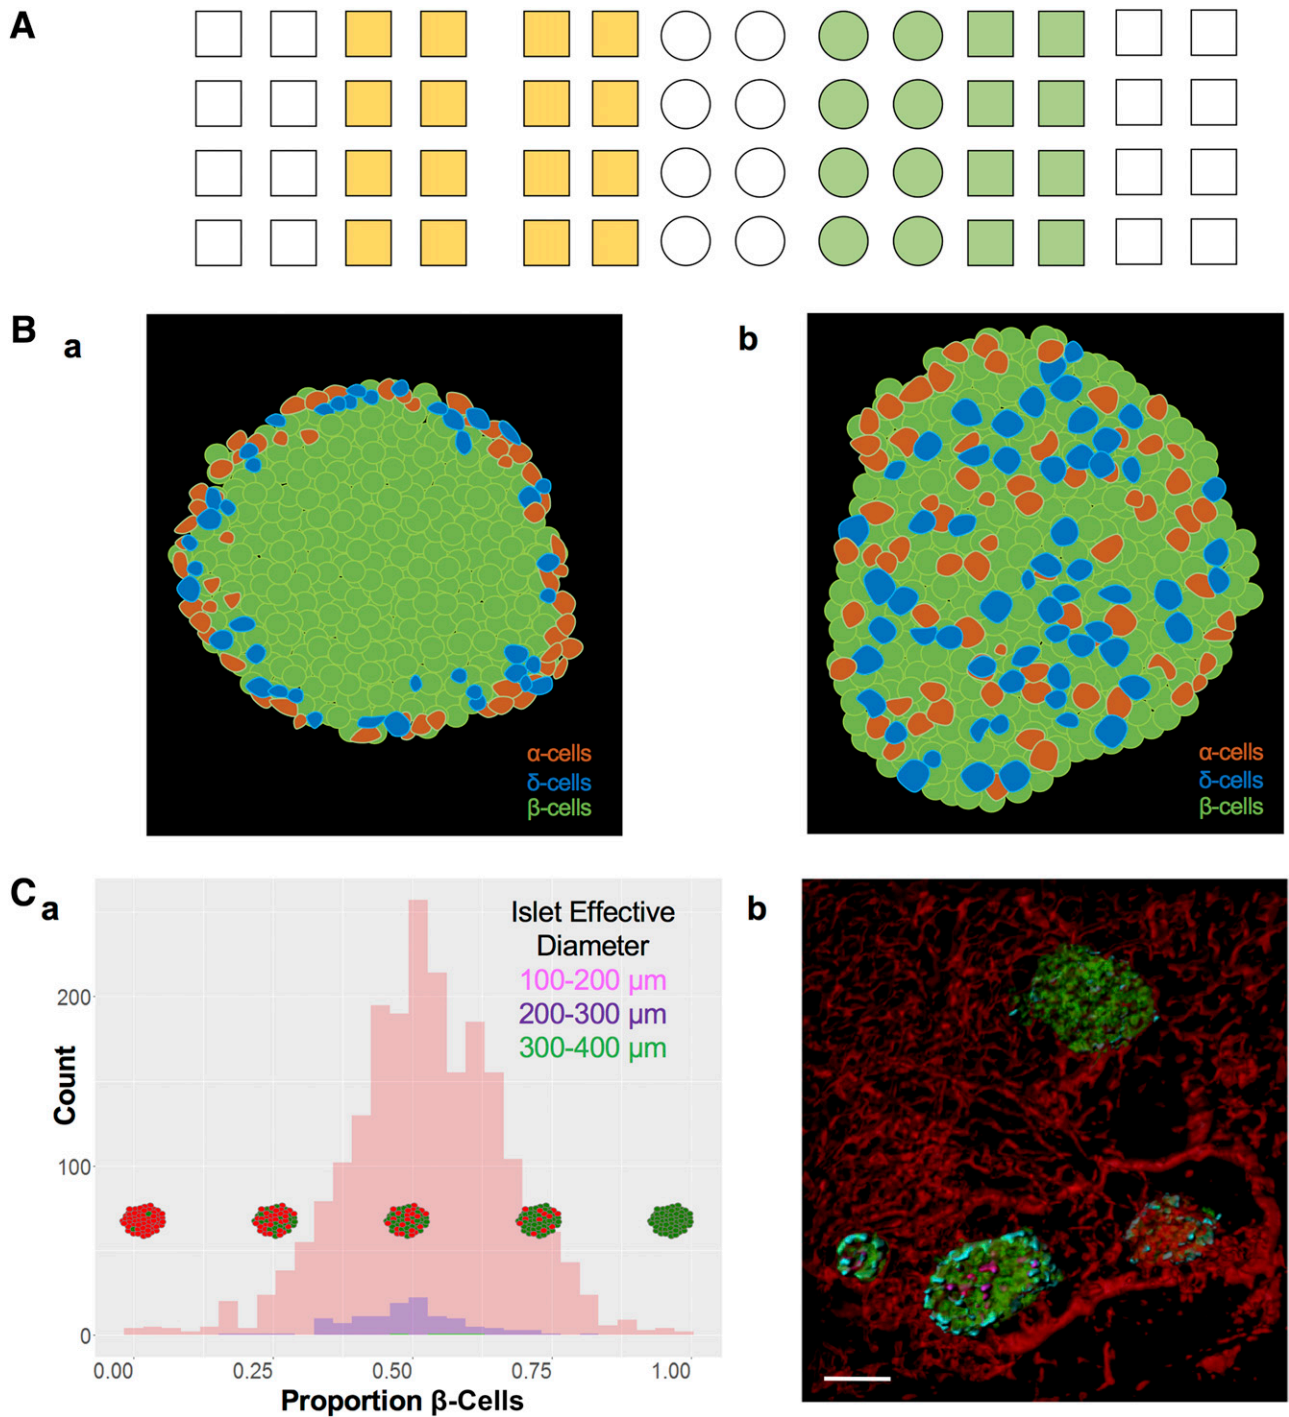 A
B
a
b
α-cells
δ-cells
β-cells
α-cells
δ-cells
β-cells
C
a
b
Islet Effective
Diameter
100-200 μm
200-300 μm
300-400 μm
200
100
0
Count
0.00
0.25
0.50
0.75
1.00
Proportion β-Cells